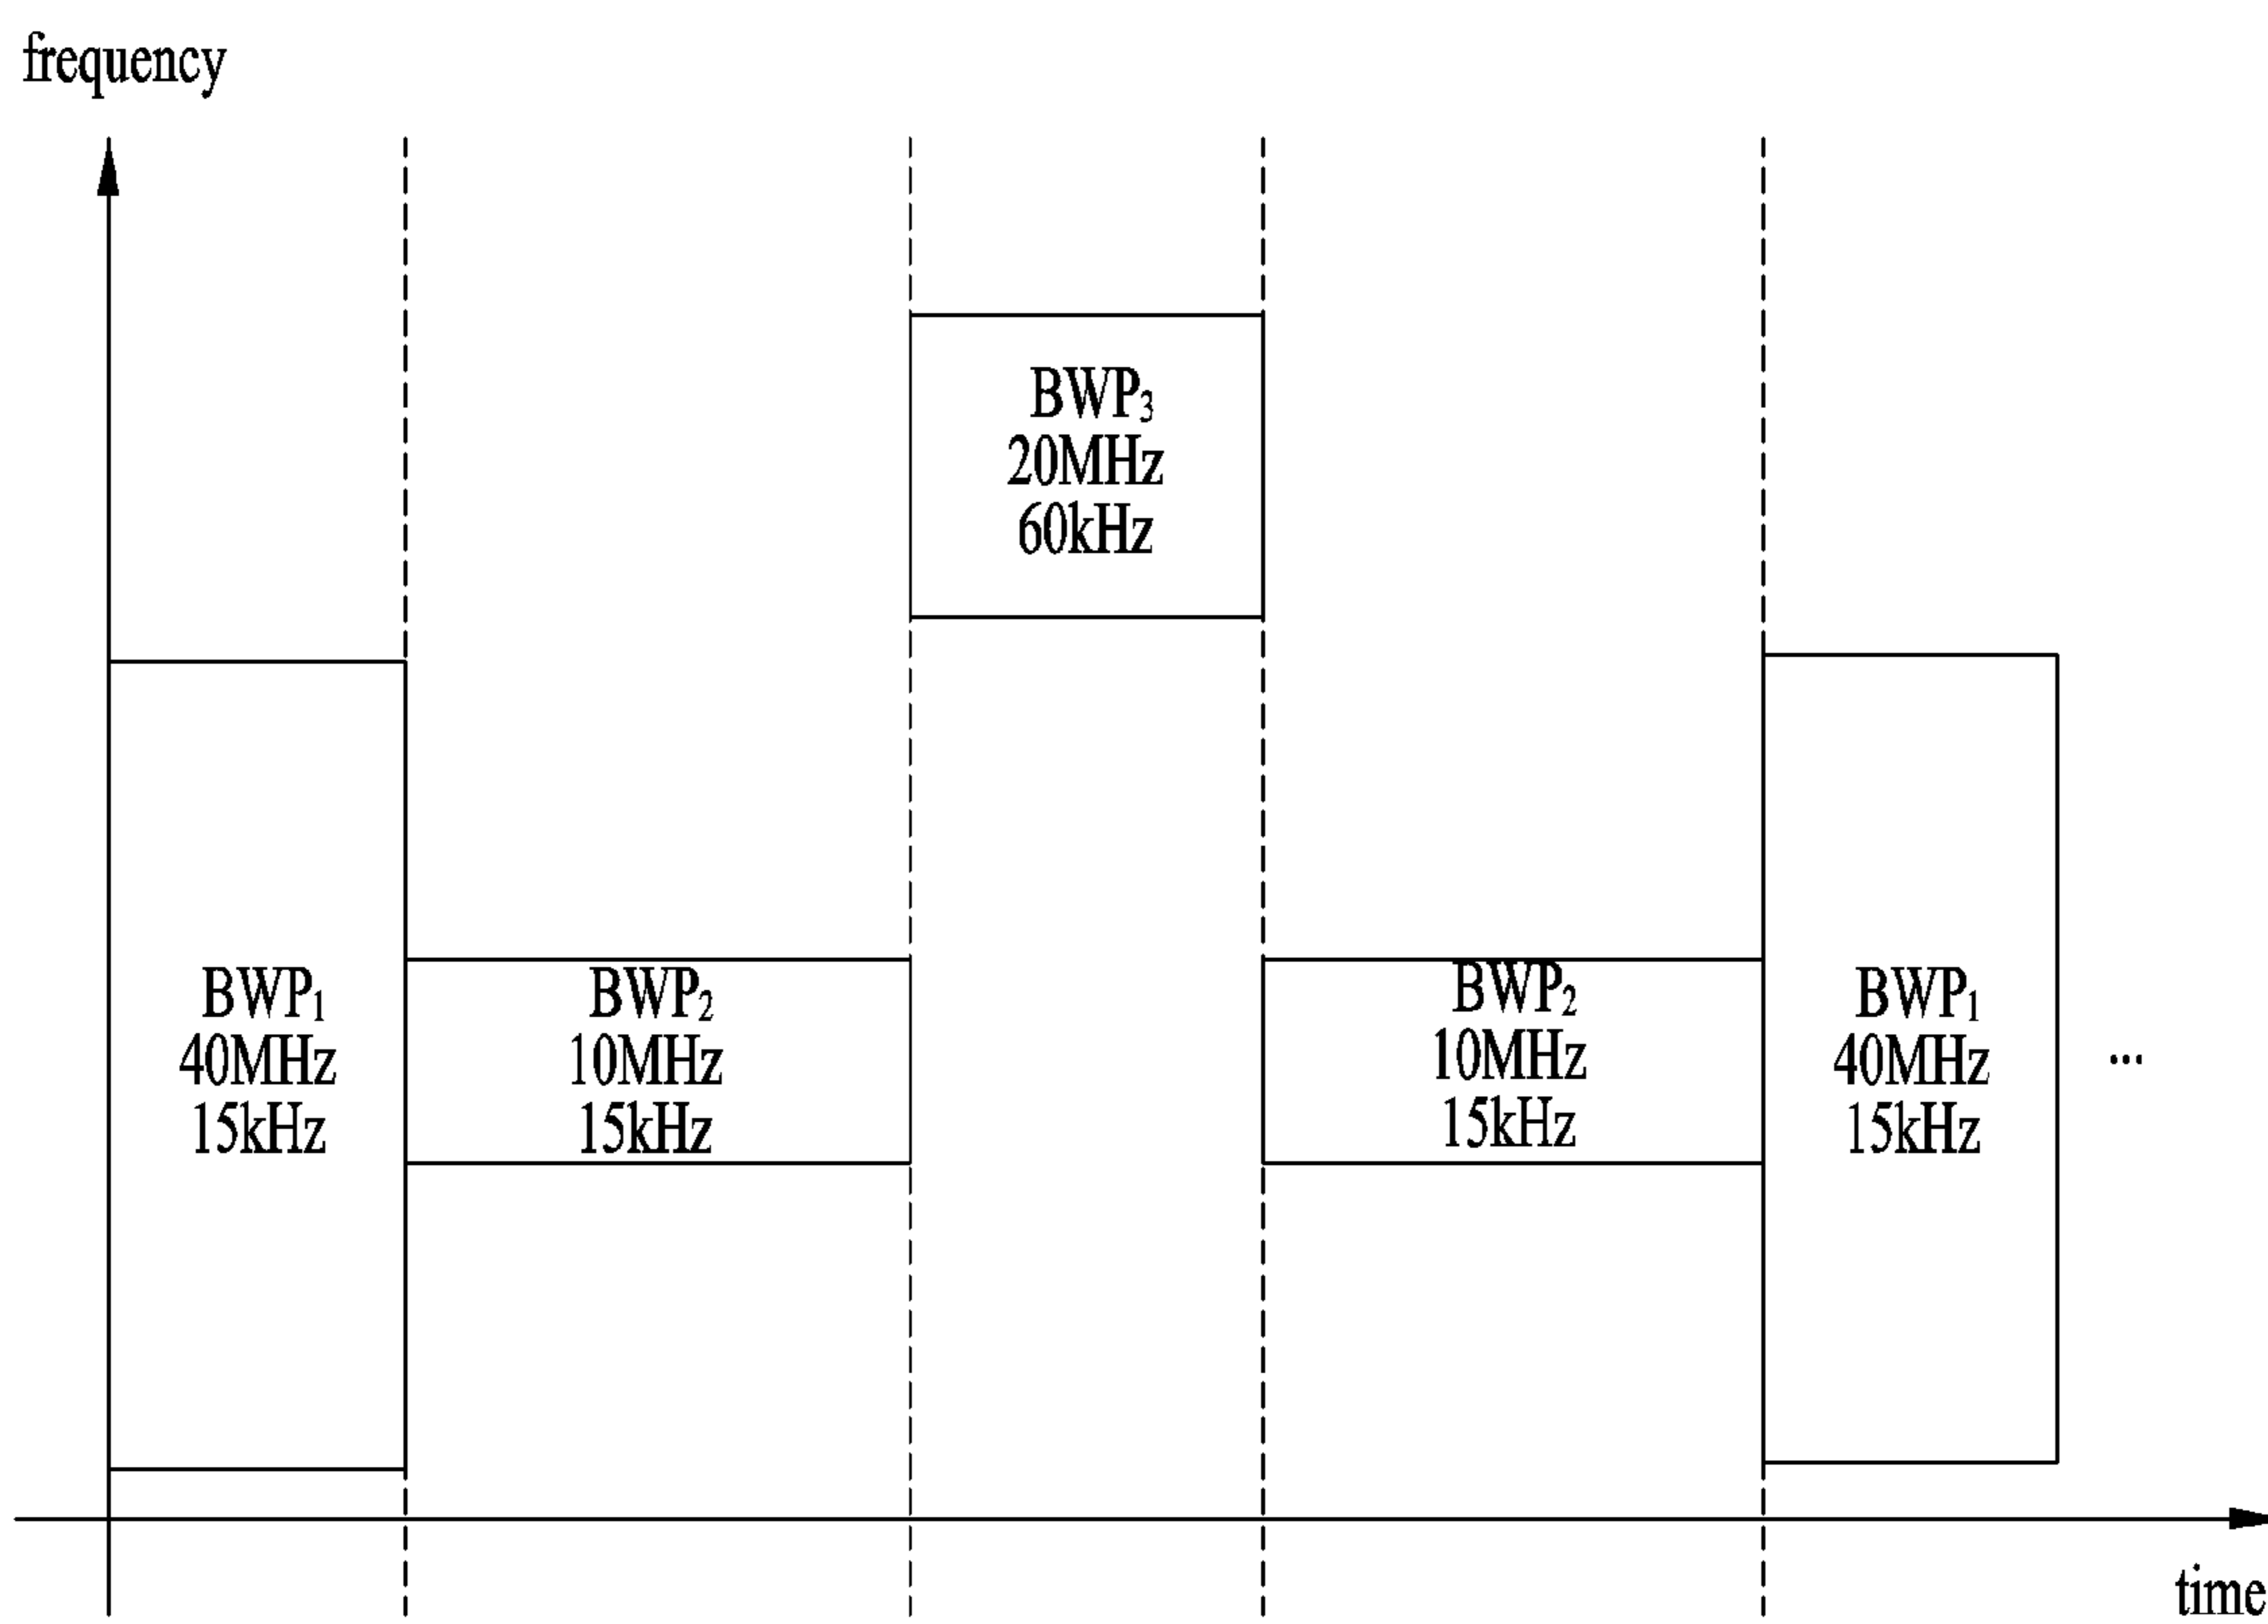 frequency
BWP₃
20MHz
60kHz
BWP₁
40MHz
15kHz
BWP₂
10MHz
15kHz
BWP₂
10MHz
15kHz
BWP₁
40MHz
15kHz
...
time